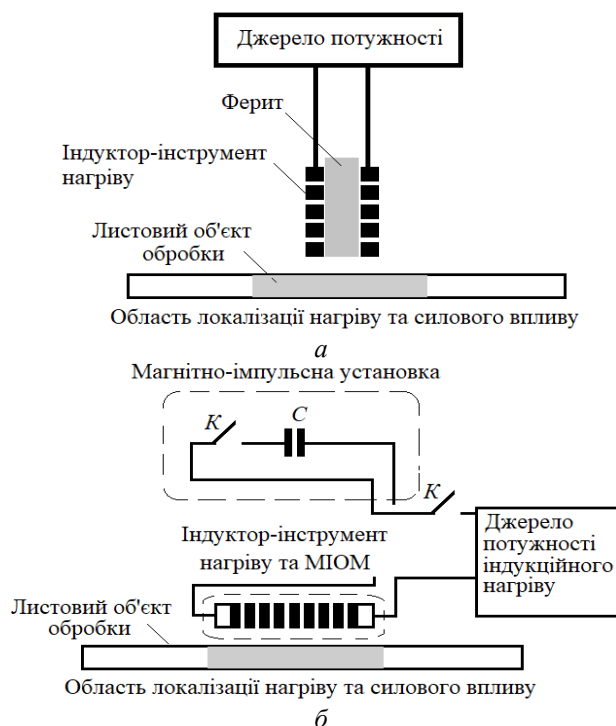 Джерело потужності
Ферит
Індуктор-інструмент
нагріву
Листовий об'єкт
обробки
Область локалізації нагріву та силового впливу
а
Магнітно-імпульсна установка
К
С
К
Індуктор-інструмент
нагріву та МІОМ
Джерело
потужності
індукційного
нагріву
Листовий об'єкт
обробки
Область локалізації нагріву та силового впливу
б